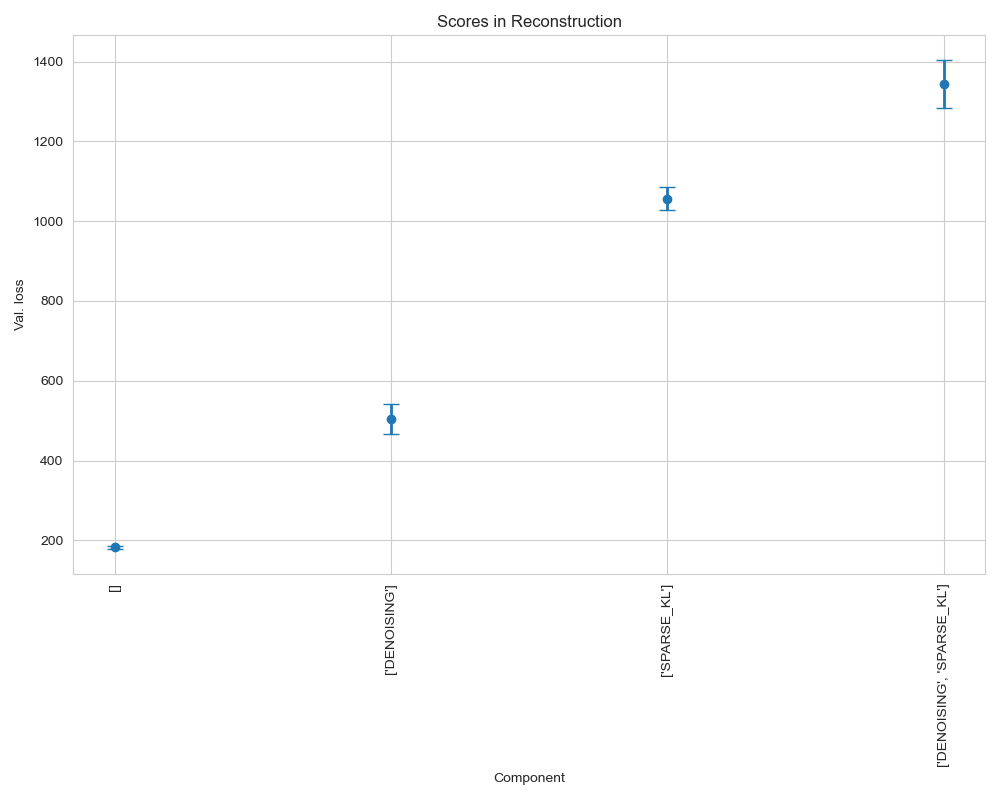 Scores in Reconstruction
Val. loss
1400
1200
1000
800
600
400
200
[]
['DENOISING']
['SPARSE_KL']
['DENOISING', 'SPARSE_KL']
Component